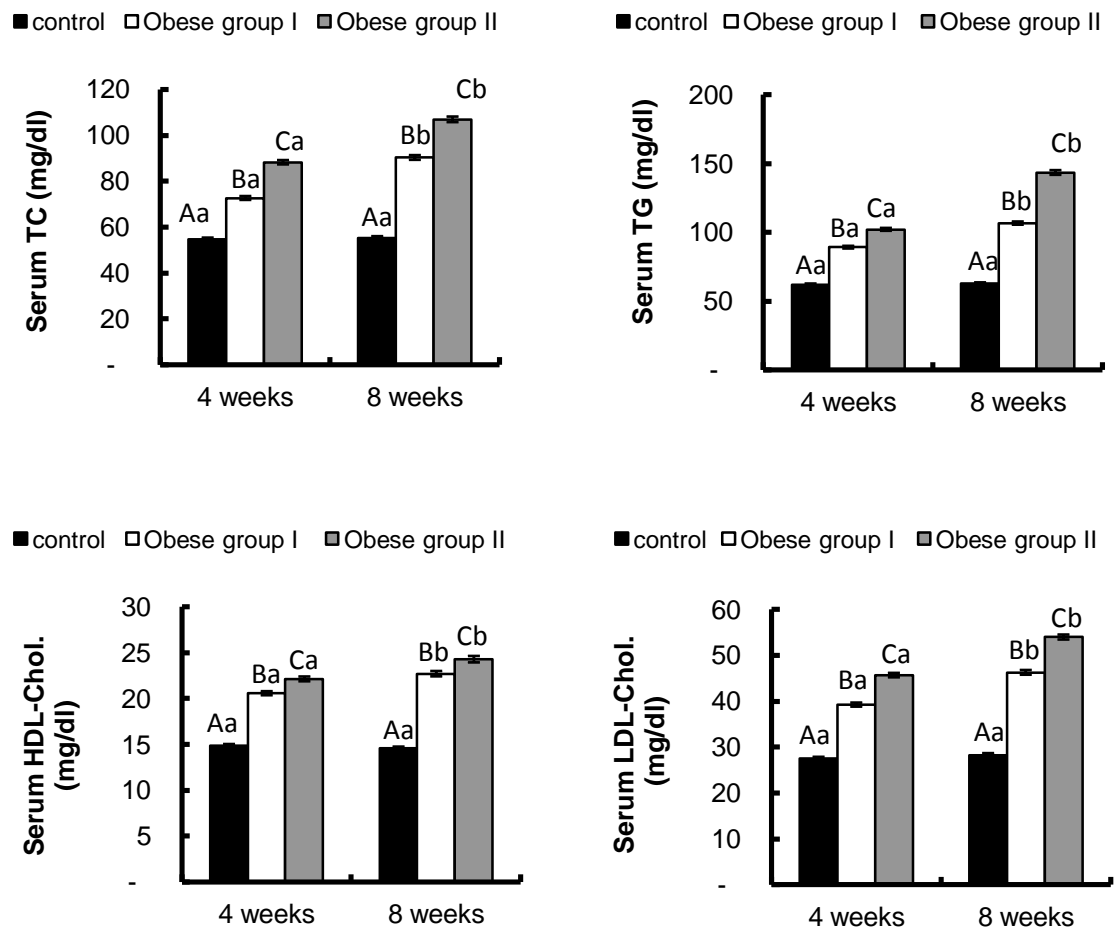 control Obese group I Obese group II
Serum TC (mg/dl)
120
100
80
60
40
20
-
Aa
Ba
Ca
Aa
Bb
Cb
4 weeks
8 weeks
control Obese group I Obese group II
Serum TG (mg/dl)
200
150
100
50
-
Aa
Ba
Ca
Aa
Bb
Cb
4 weeks
8 weeks
control Obese group I Obese group II
Serum HDL-Chol.
(mg/dl)
30
25
20
15
10
5
-
Aa
Ba
Ca
Aa
Bb
Cb
4 weeks
8 weeks
control Obese group I Obese group II
Serum LDL-Chol.
(mg/dl)
60
50
40
30
20
10
-
Aa
Ba
Ca
Aa
Bb
Cb
4 weeks
8 weeks